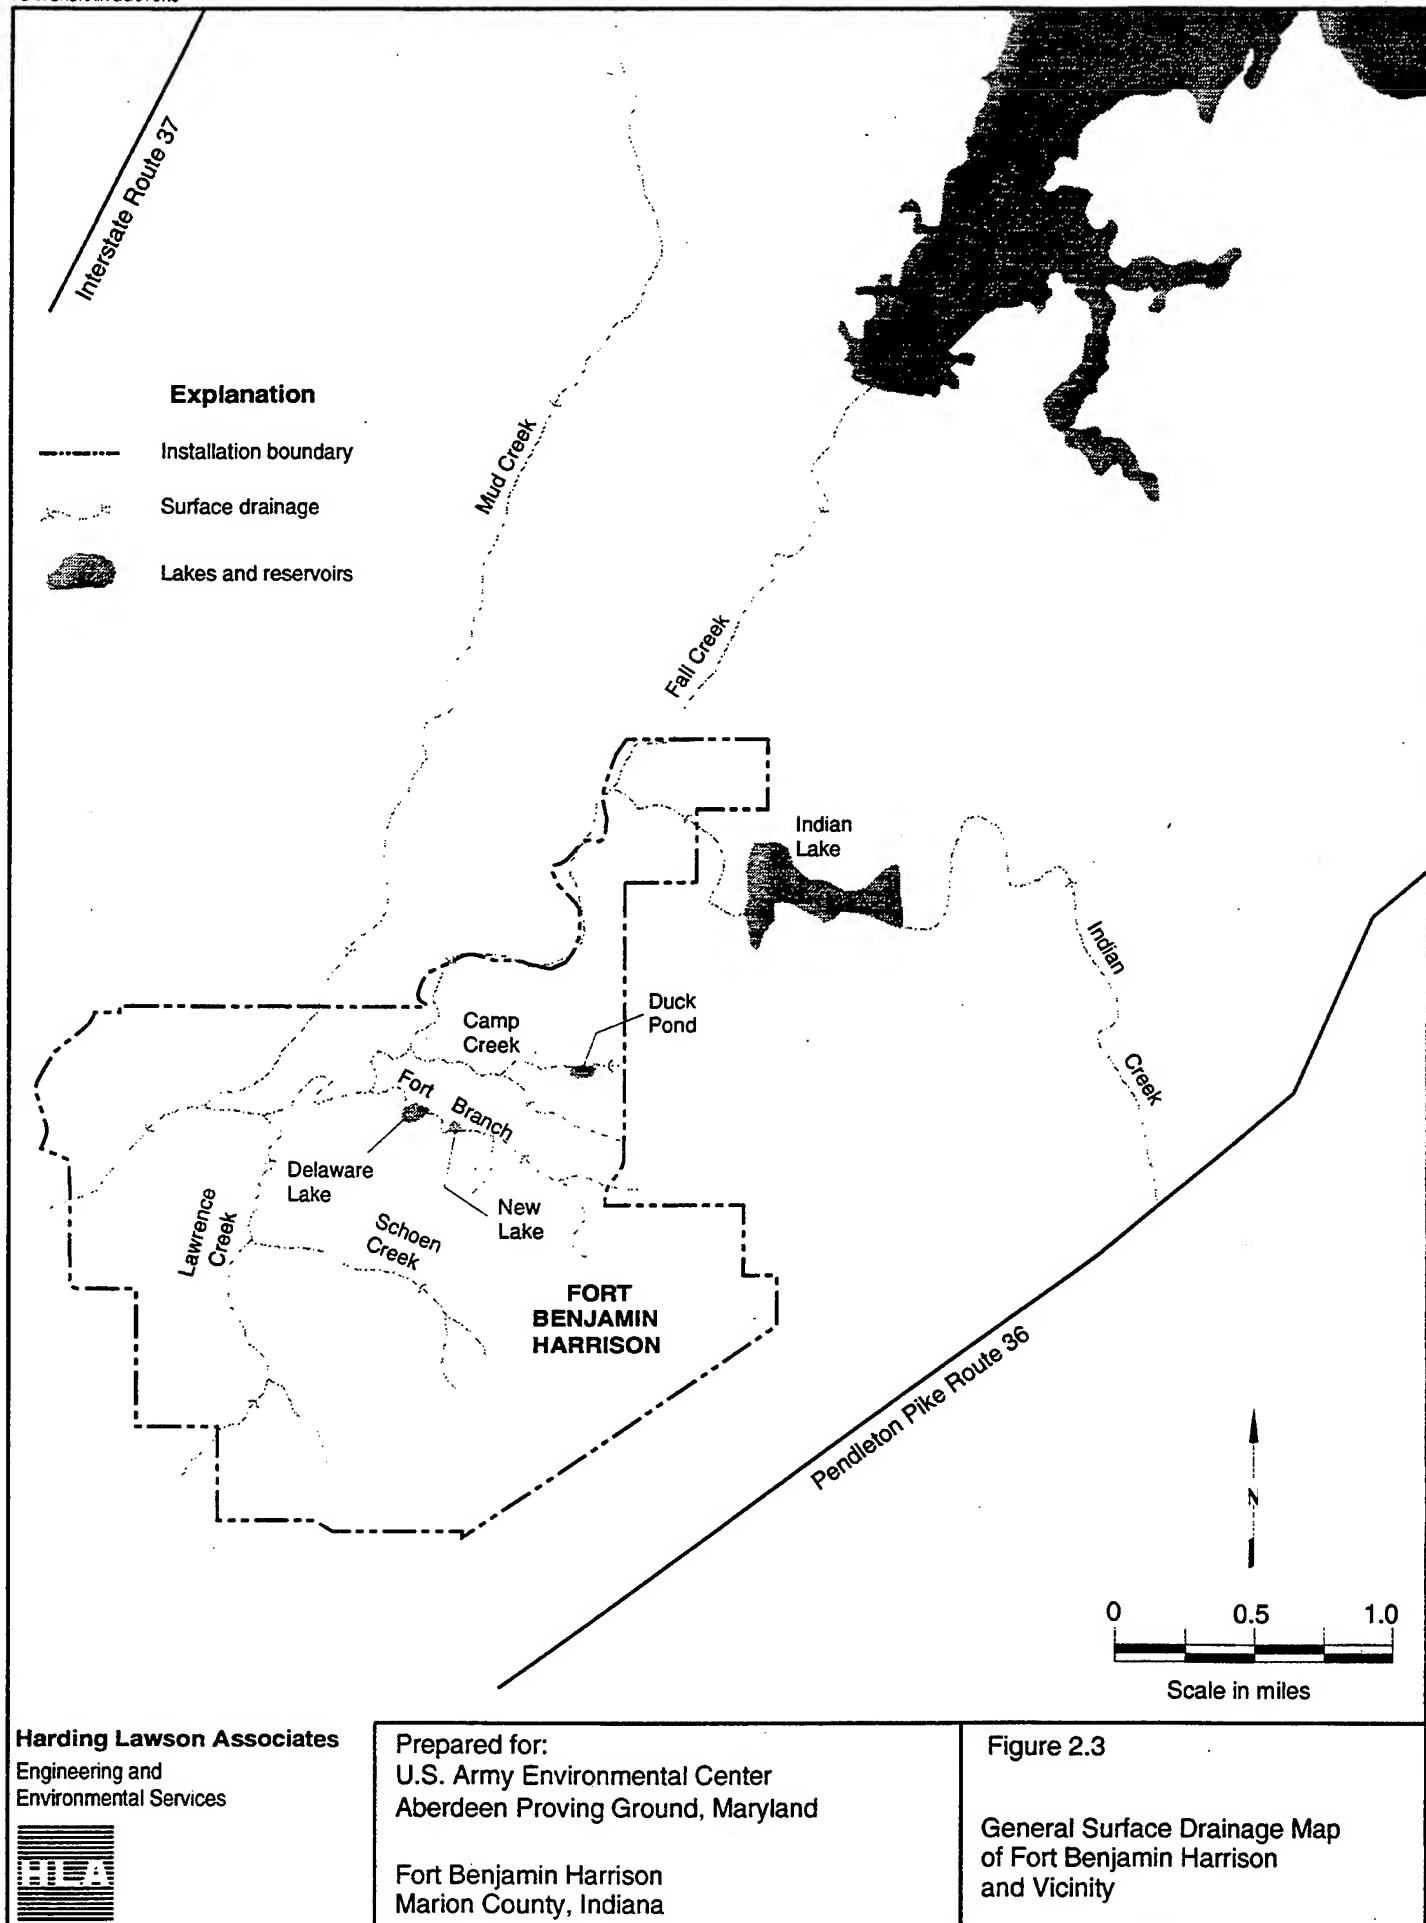 Interstate Route 37
Explanation
Installation boundary
Surface drainage
Lakes and reservoirs
Mud Creek
Fall Creek
Indian
Lake
Indian
Creek
Duck
Pond
Camp
Creek
Fort Branch
Delaware
Lake
New
Lake
Lawrence
Creek
Schoen
Creek
FORT
BENJAMIN
HARRISON
Pendleton Pike Route 36
N
0 0.5 1.0
Scale in miles
Harding Lawson Associates
Engineering and
Environmental Services
HLA
Prepared for:
U.S. Army Environmental Center
Aberdeen Proving Ground, Maryland
Fort Benjamin Harrison
Marion County, Indiana
Figure 2.3
General Surface Drainage Map
of Fort Benjamin Harrison
and Vicinity